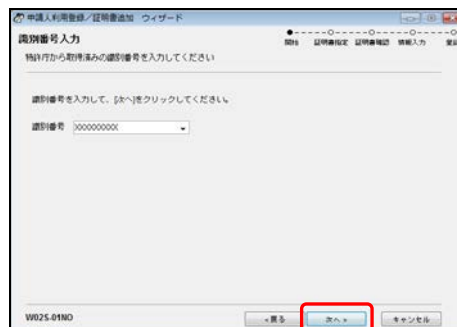 申請人利用登録／証明書追加 ウィザード
識別番号入力
特許庁から取得済みの識別番号を入力してください
開始 証明書指定 証明書確認 情報入力
識別番号を入力して、[次へ]をクリックしてください。
識別番号 XXXXXXXXX
W02S-01NO
<戻る 次へ> キャンセル